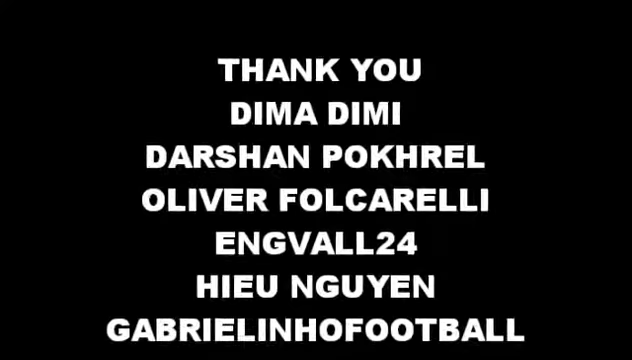 THANK YOU
DIMA DIMI
DARSHAN POKHREL
OLIVER FOLCARELLI
ENGVALL24
HIEU NGUYEN
GABRIELINHOFOOTBALL